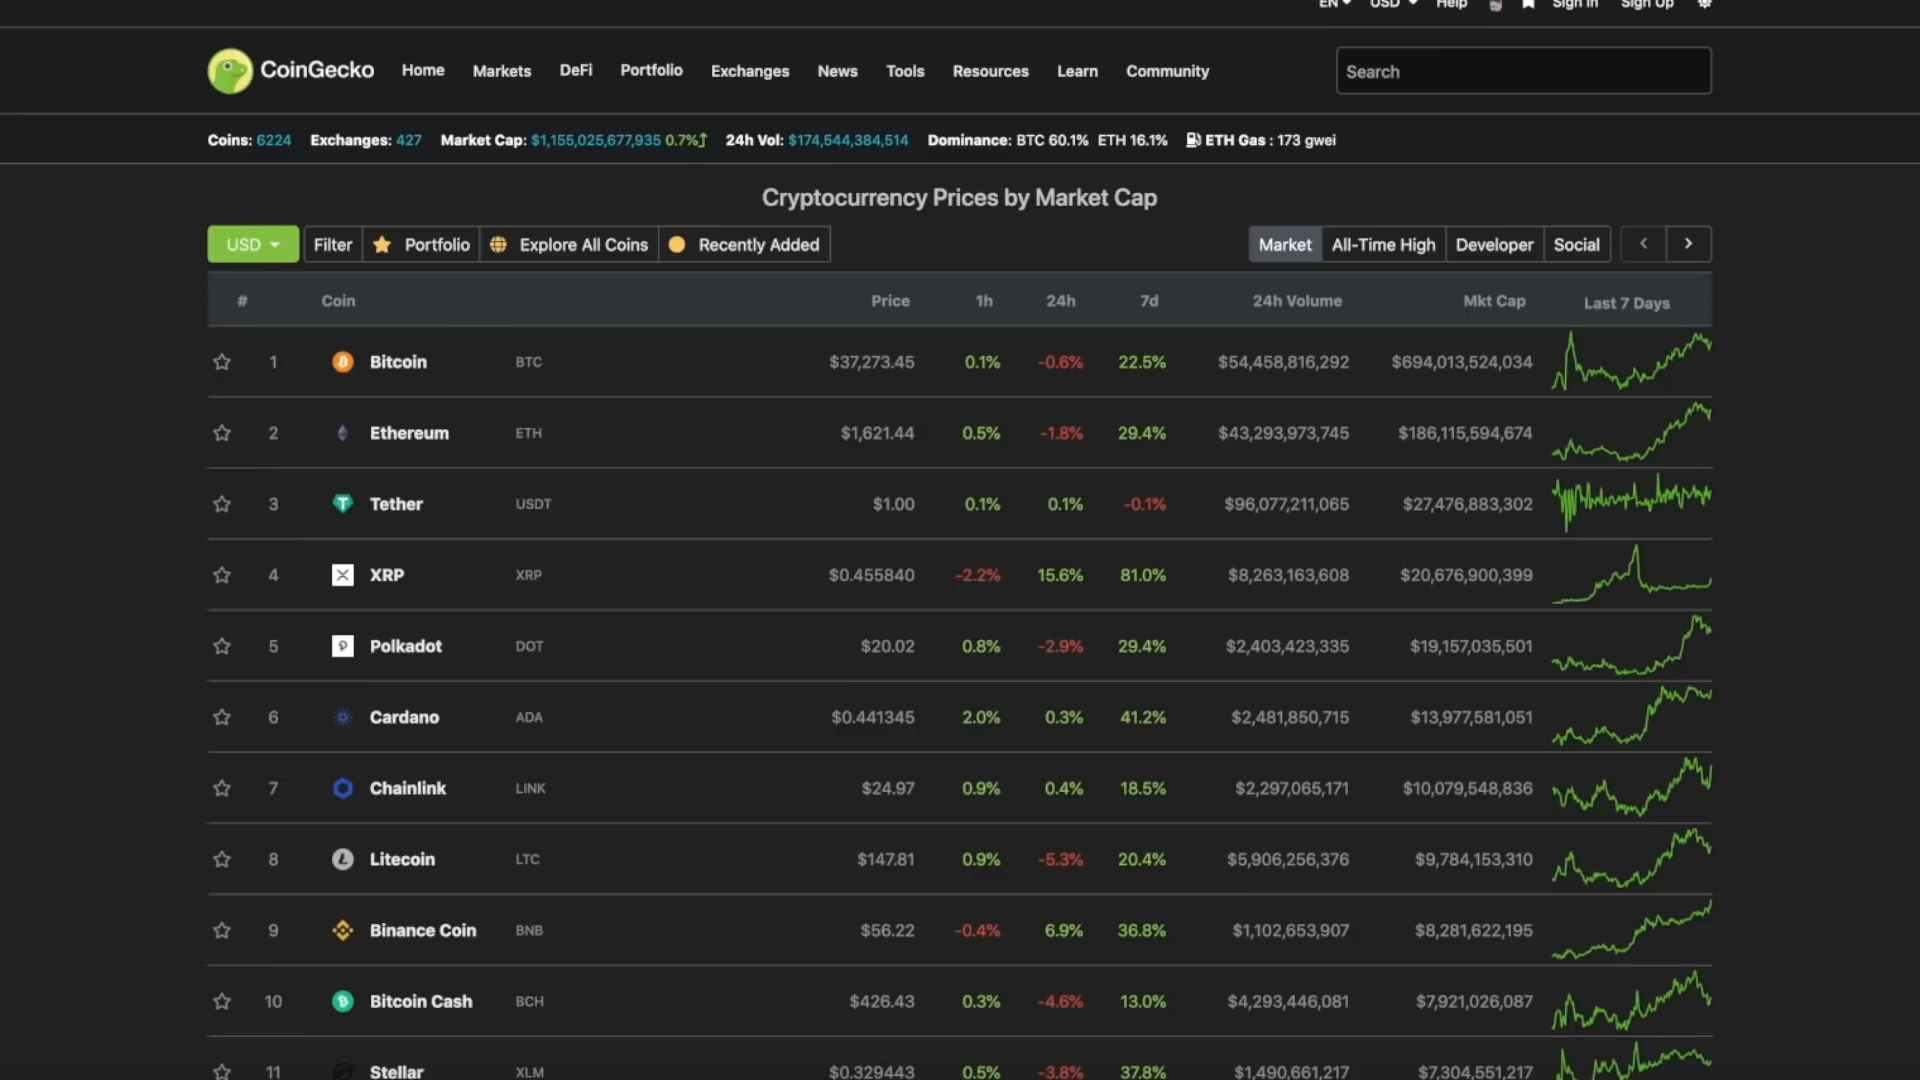 EN USD Help Sign In Sign Up
CoinGecko Home Markets DeFi Portfolio Exchanges News Tools Resources Learn Community Search
Coins: 6224 Exchanges: 427 Market Cap: $1,155,025,677,935 0.7% 24h Vol: $174,544,384,514 Dominance: BTC 60.1% ETH 16.1% ETH Gas : 173 gwei
Cryptocurrency Prices by Market Cap
USD Filter Portfolio Explore All Coins Recently Added Market All-Time High Developer Social
# Coin Price 1h 24h 7d 24h Volume Mkt Cap Last 7 Days
1 Bitcoin BTC $37,273.45 0.1% -0.6% 22.5% $54,458,816,292 $694,013,524,034
2 Ethereum ETH $1,621.44 0.5% -1.8% 29.4% $43,293,973,745 $186,115,594,674
3 Tether USDT $1.00 0.1% 0.1% -0.1% $96,077,211,065 $27,476,883,302
4 XRP XRP $0.455840 -2.2% 15.6% 81.0% $8,263,163,608 $20,676,900,399
5 Polkadot DOT $20.02 0.8% -2.9% 29.4% $2,403,423,335 $19,157,035,501
6 Cardano ADA $0.441345 2.0% 0.3% 41.2% $2,481,850,715 $13,977,581,051
7 Chainlink LINK $24.97 0.9% 0.4% 18.5% $2,297,065,171 $10,079,548,836
8 Litecoin LTC $147.81 0.9% -5.3% 20.4% $5,906,256,376 $9,784,153,310
9 Binance Coin BNB $56.22 -0.4% 6.9% 36.8% $1,102,653,907 $8,281,622,195
10 Bitcoin Cash BCH $426.43 0.3% -4.6% 13.0% $4,293,446,081 $7,921,026,087
11 Stellar XLM $0.329443 0.5% -3.8% 37.8% $1,490,661,217 $7,304,551,217